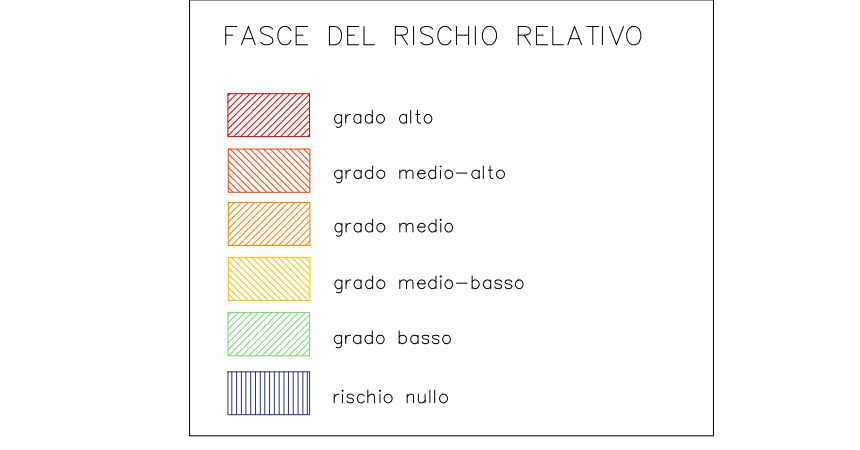 FASCE DEL RISCHIO RELATIVO
grado alto
grado medio-alto
grado medio
grado medio-basso
grado basso
rischio nullo